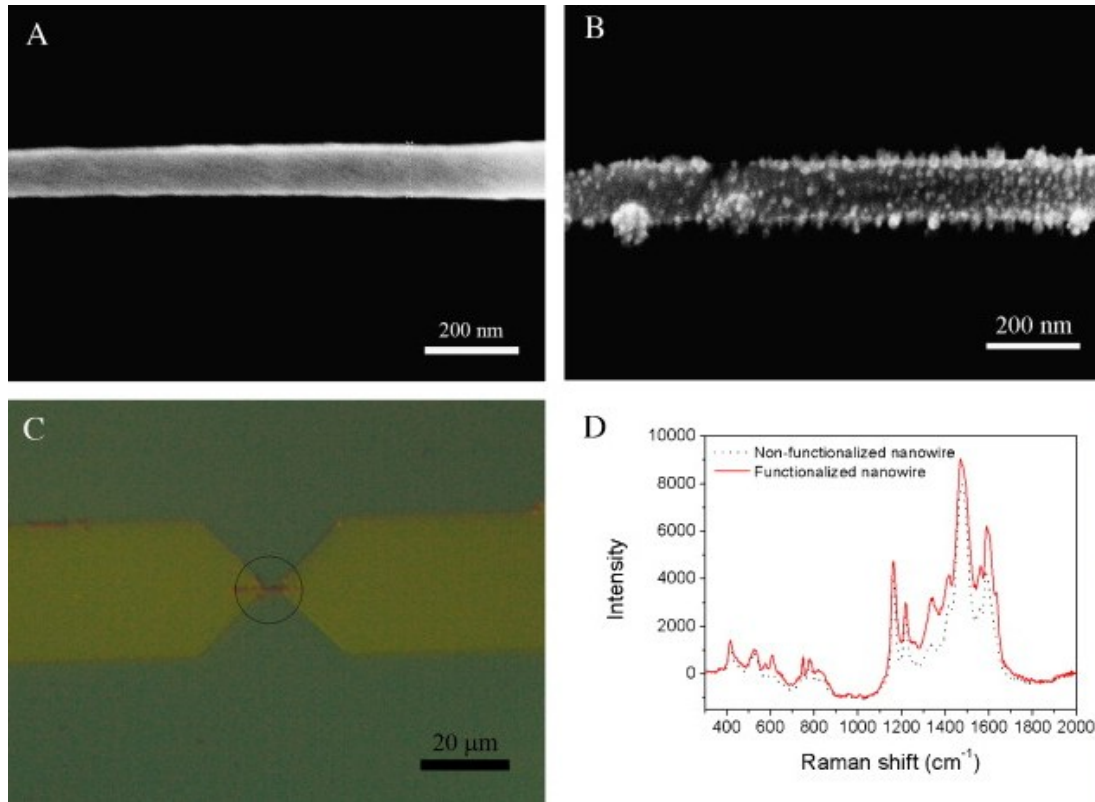 A
200 nm
B
200 nm
C
20 μm
D
10000
8000
6000
4000
2000
0
Intensity
Non-functionalized nanowire
Functionalized nanowire
400 600 800 1000 1200 1400 1600 1800 2000
Raman shift (cm⁻¹)